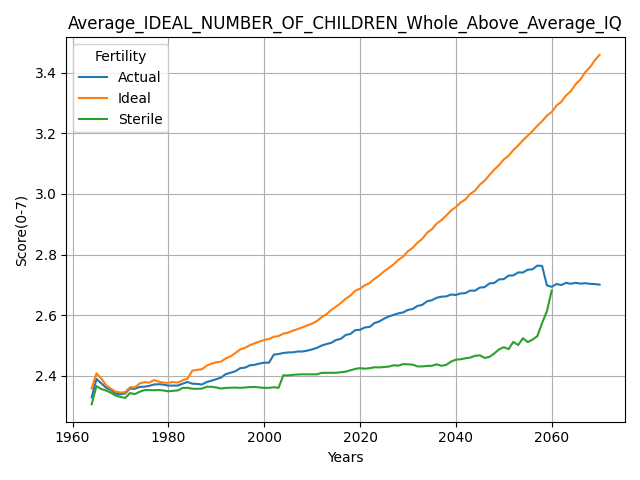 Average_IDEAL_NUMBER_OF_CHILDREN_Whole_Above_Average_IQ
Fertility
Actual
Ideal
Sterile
Score(0-7)
3.4
3.2
3.0
2.8
2.6
2.4
1960 1980 2000 2020 2040 2060
Years